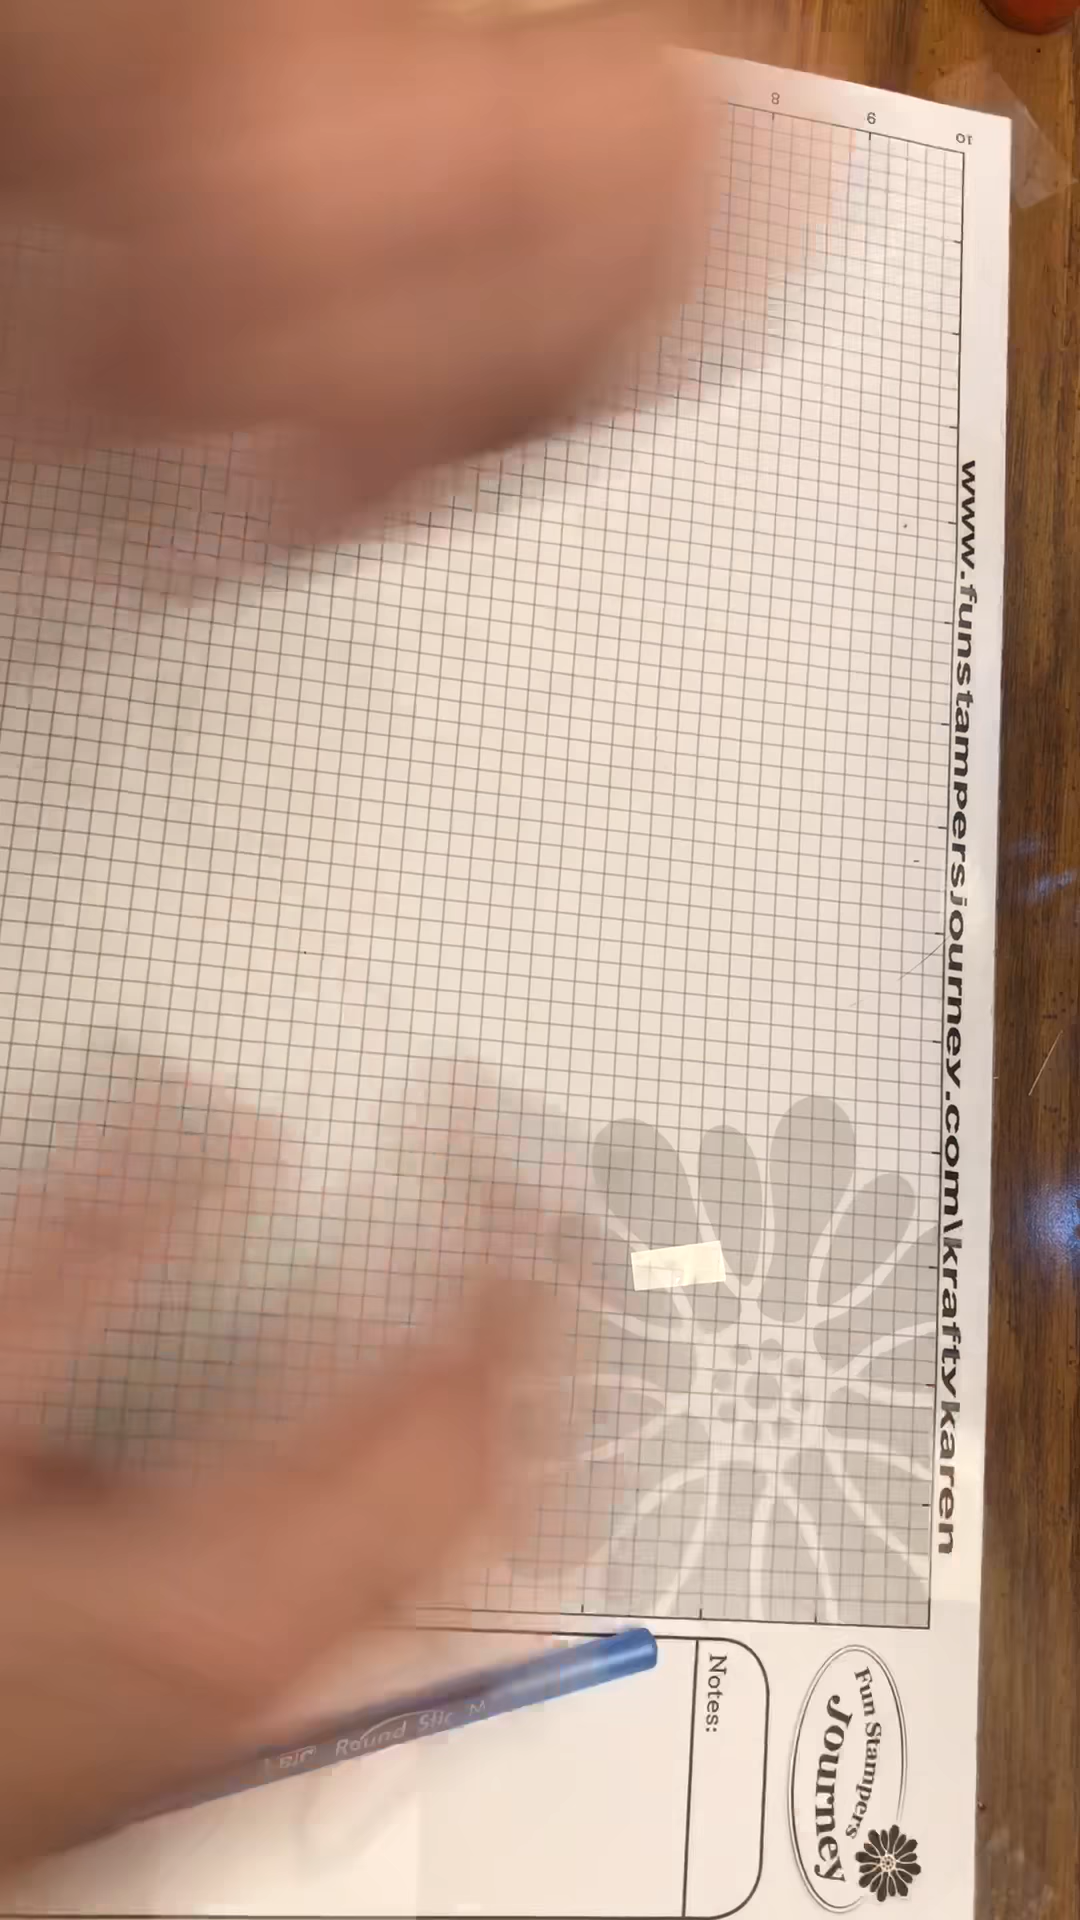 8
9
10
www.funstampersjourney.com\kraftykaren
Notes:
Fun Stampers
Journey
Round Stic M